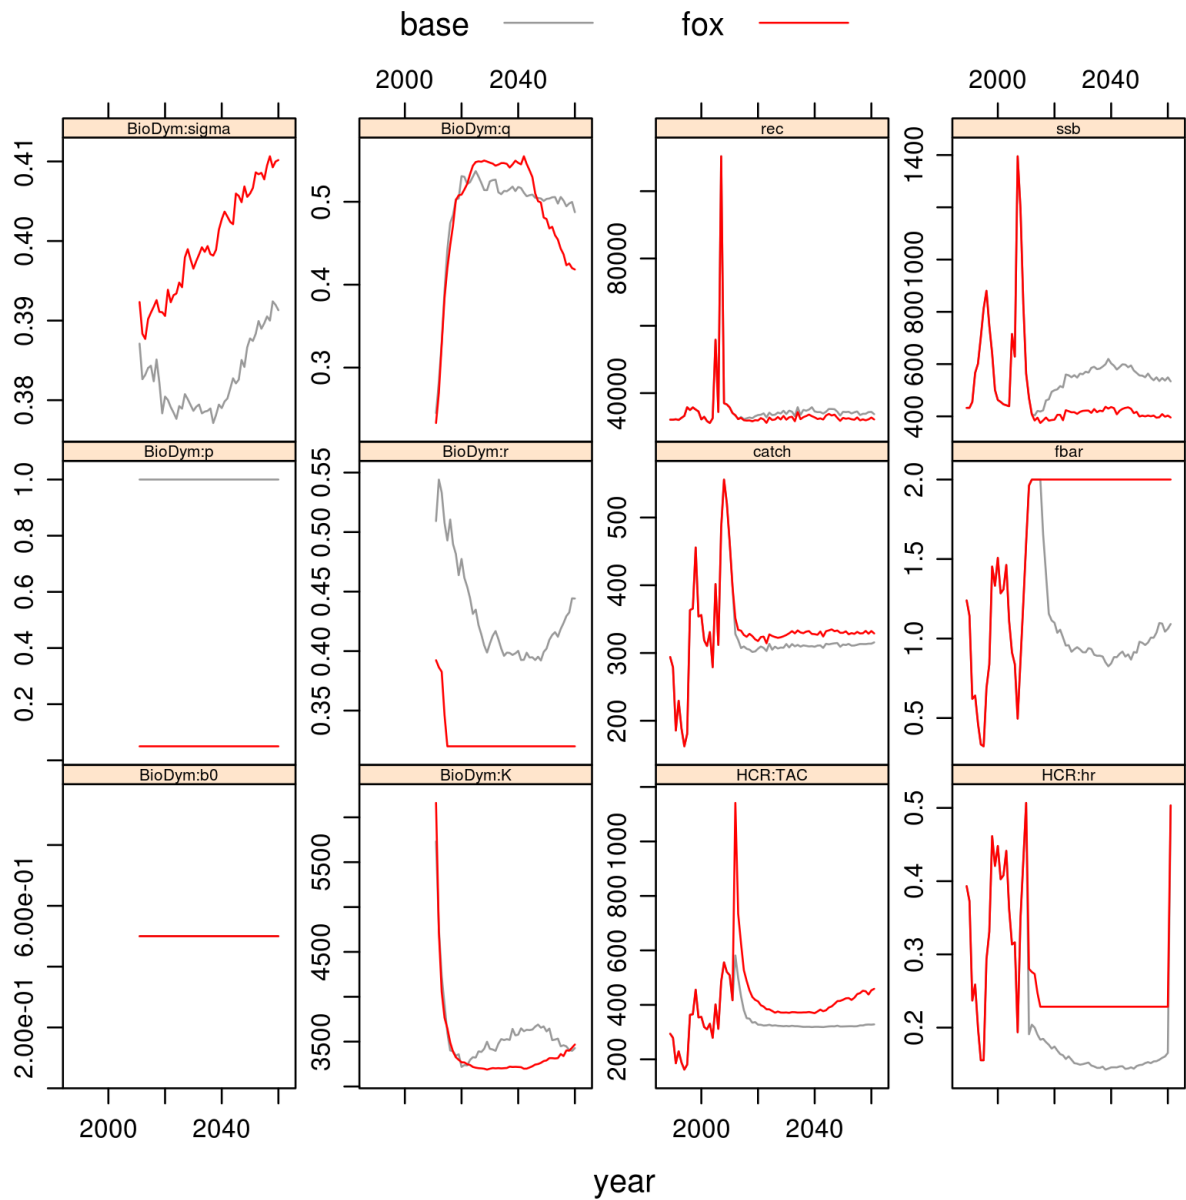 base fox
2000 2040 2000 2040
BioDym:sigma BioDym:q rec ssb
0.38 0.39 0.40 0.41
0.3 0.4 0.5
40000 80000
400 600 800 1000 1400
BioDym:p BioDym:r catch fbar
0.2 0.4 0.6 0.8 1.0
0.35 0.40 0.45 0.50 0.55
200 300 400 500
0.5 1.0 1.5 2.0
BioDym:b0 BioDym:K HCR:TAC HCR:hr
2.00e-01 6.00e-01
3500 4500 5500
200 400 600 800 1000
0.2 0.3 0.4 0.5
2000 2040 2000 2040
year